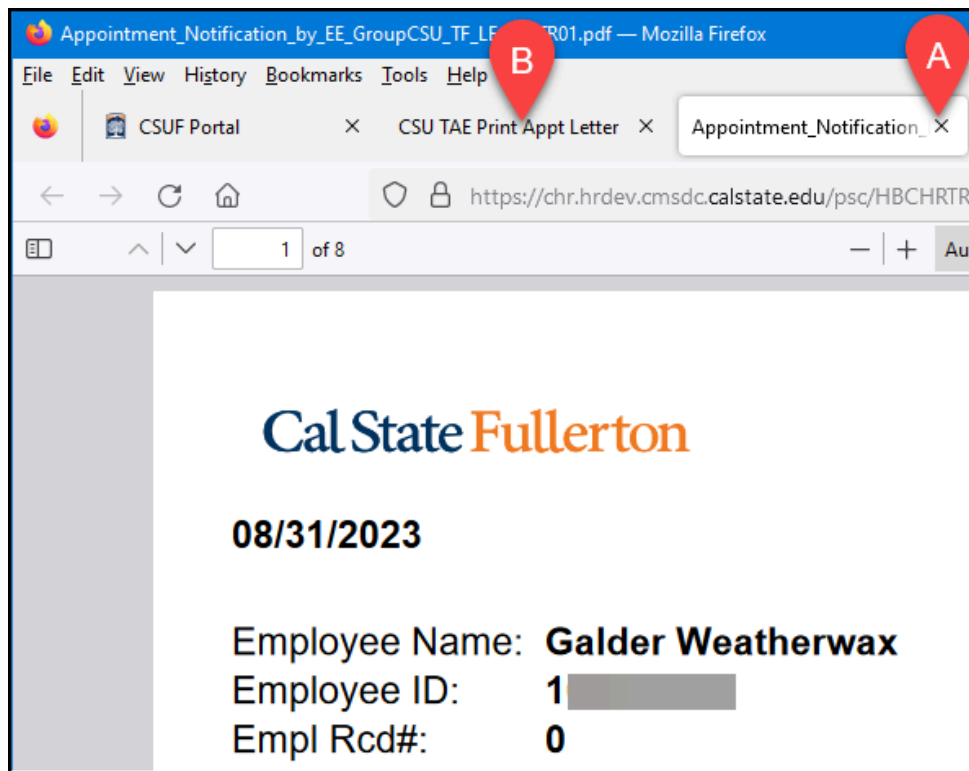 Appointment_Notification_by_EE_GroupCSU_TF_LE R01.pdf — Mozilla Firefox
File Edit View History Bookmarks Tools Help
B
A
CSUF Portal
CSU TAE Print Appt Letter
Appointment_Notification_
https://chr.hrdev.cmsdc.calstate.edu/psc/HBCHRTR
1 of 8
Au
Cal State Fullerton
08/31/2023
Employee Name: Galder Weatherwax
Employee ID: 1
Empl Rcd#: 0